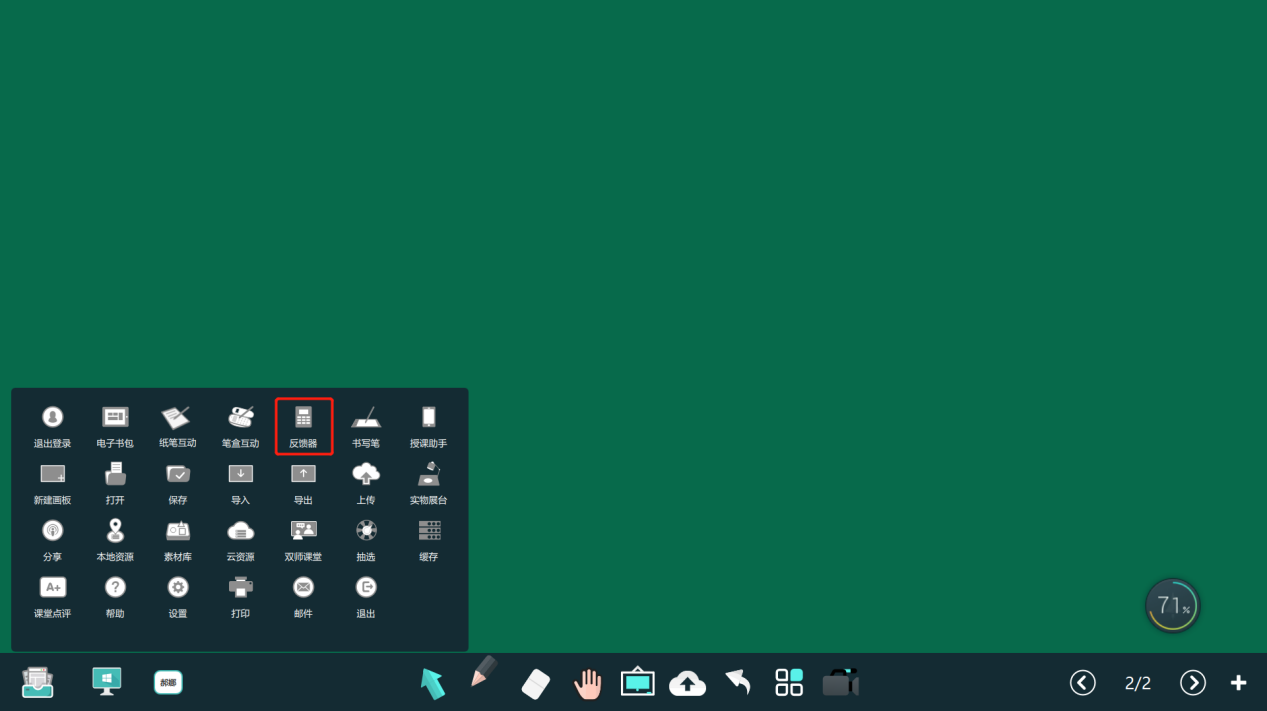 退出登录 电子书包 纸笔互动 笔盒互动 反馈器 书写笔 授课助手
新建画板 打开 保存 导入 导出 上传 实物展台
分享 本地资源 素材库 云资源 双师课堂 抽选 缓存
A+
?
课堂点评 帮助 设置 打印 邮件 退出
71%
郝娜
2/2